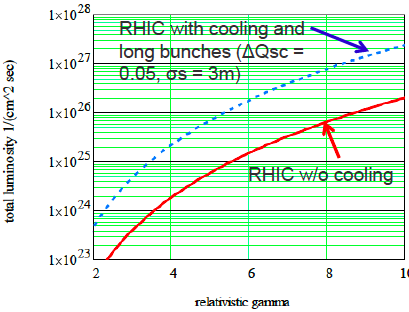 1×10^28
1×10^27
1×10^26
1×10^25
1×10^24
1×10^23
total luminosity 1/(cm^2 sec)
RHIC with cooling and
long bunches (ΔQsc =
0.05, σs = 3m)
RHIC w/o cooling
2 4 6 8 10
relativistic gamma